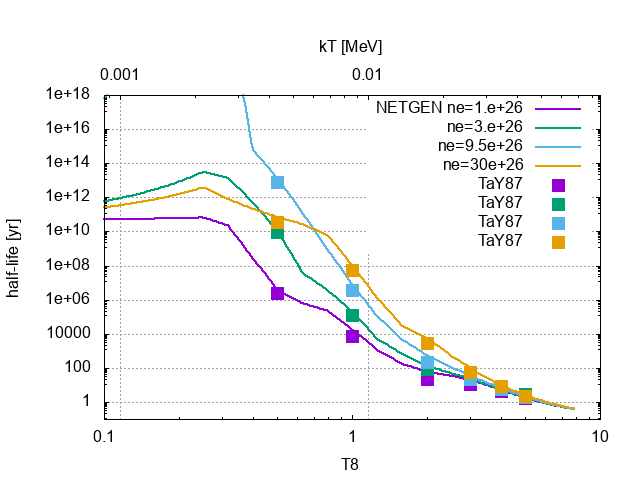 kT [MeV]
0.001 0.01
1e+18
1e+16
1e+14
1e+12
1e+10
1e+08
1e+06
10000
100
1
half-life [yr]
NETGEN ne=1.e+26
ne=3.e+26
ne=9.5e+26
ne=30e+26
TaY87
TaY87
TaY87
TaY87
0.1 1 10
T8